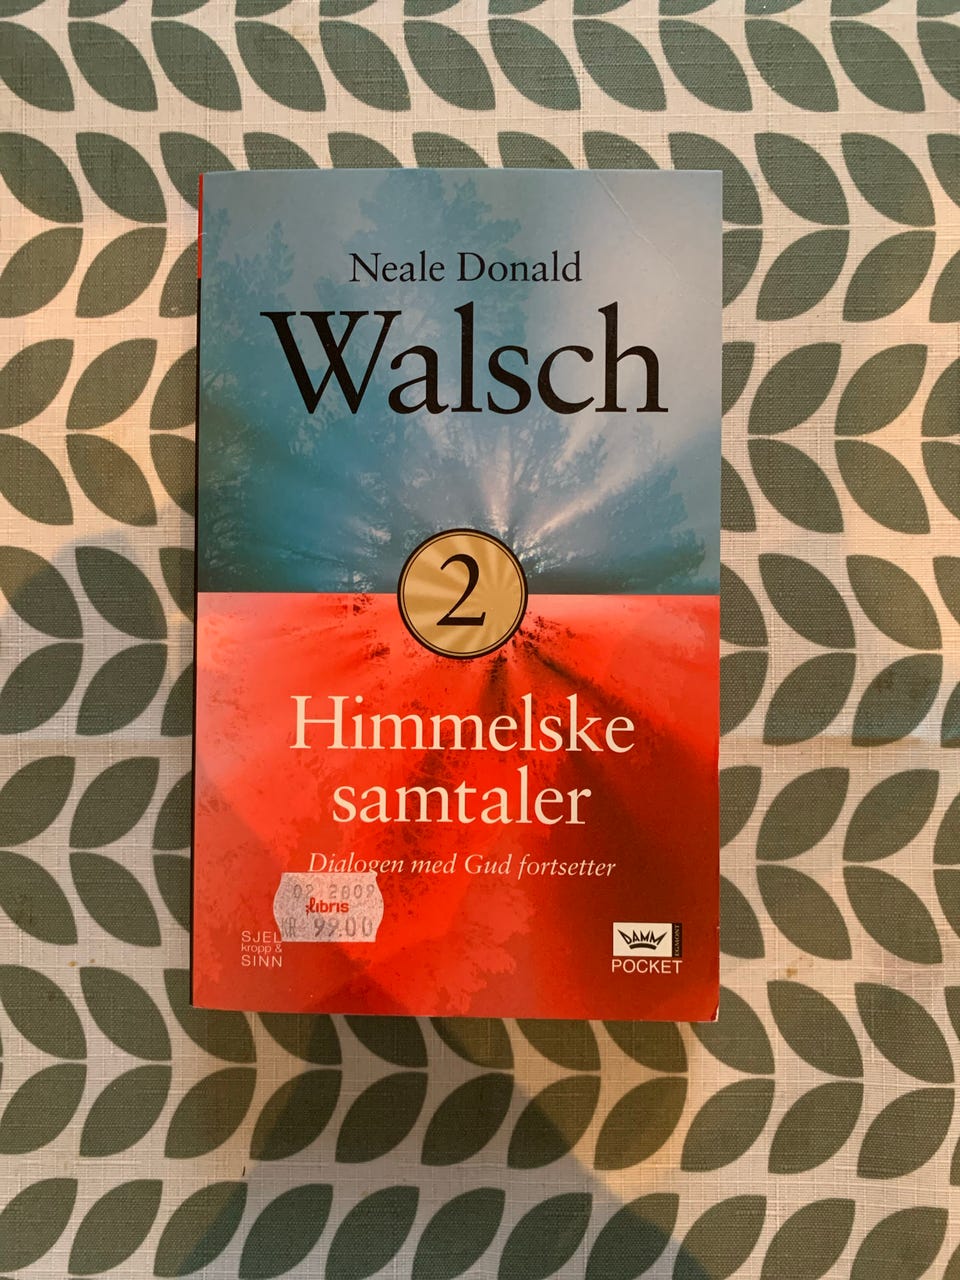 Neale Donald
Walsch
2
Himmelske
samtaler
Dialogen med Gud fortsetter
02 2009
libris
KR 99.00
SJEL
kropp &
SINN
DAMM
EGMONT
POCKET